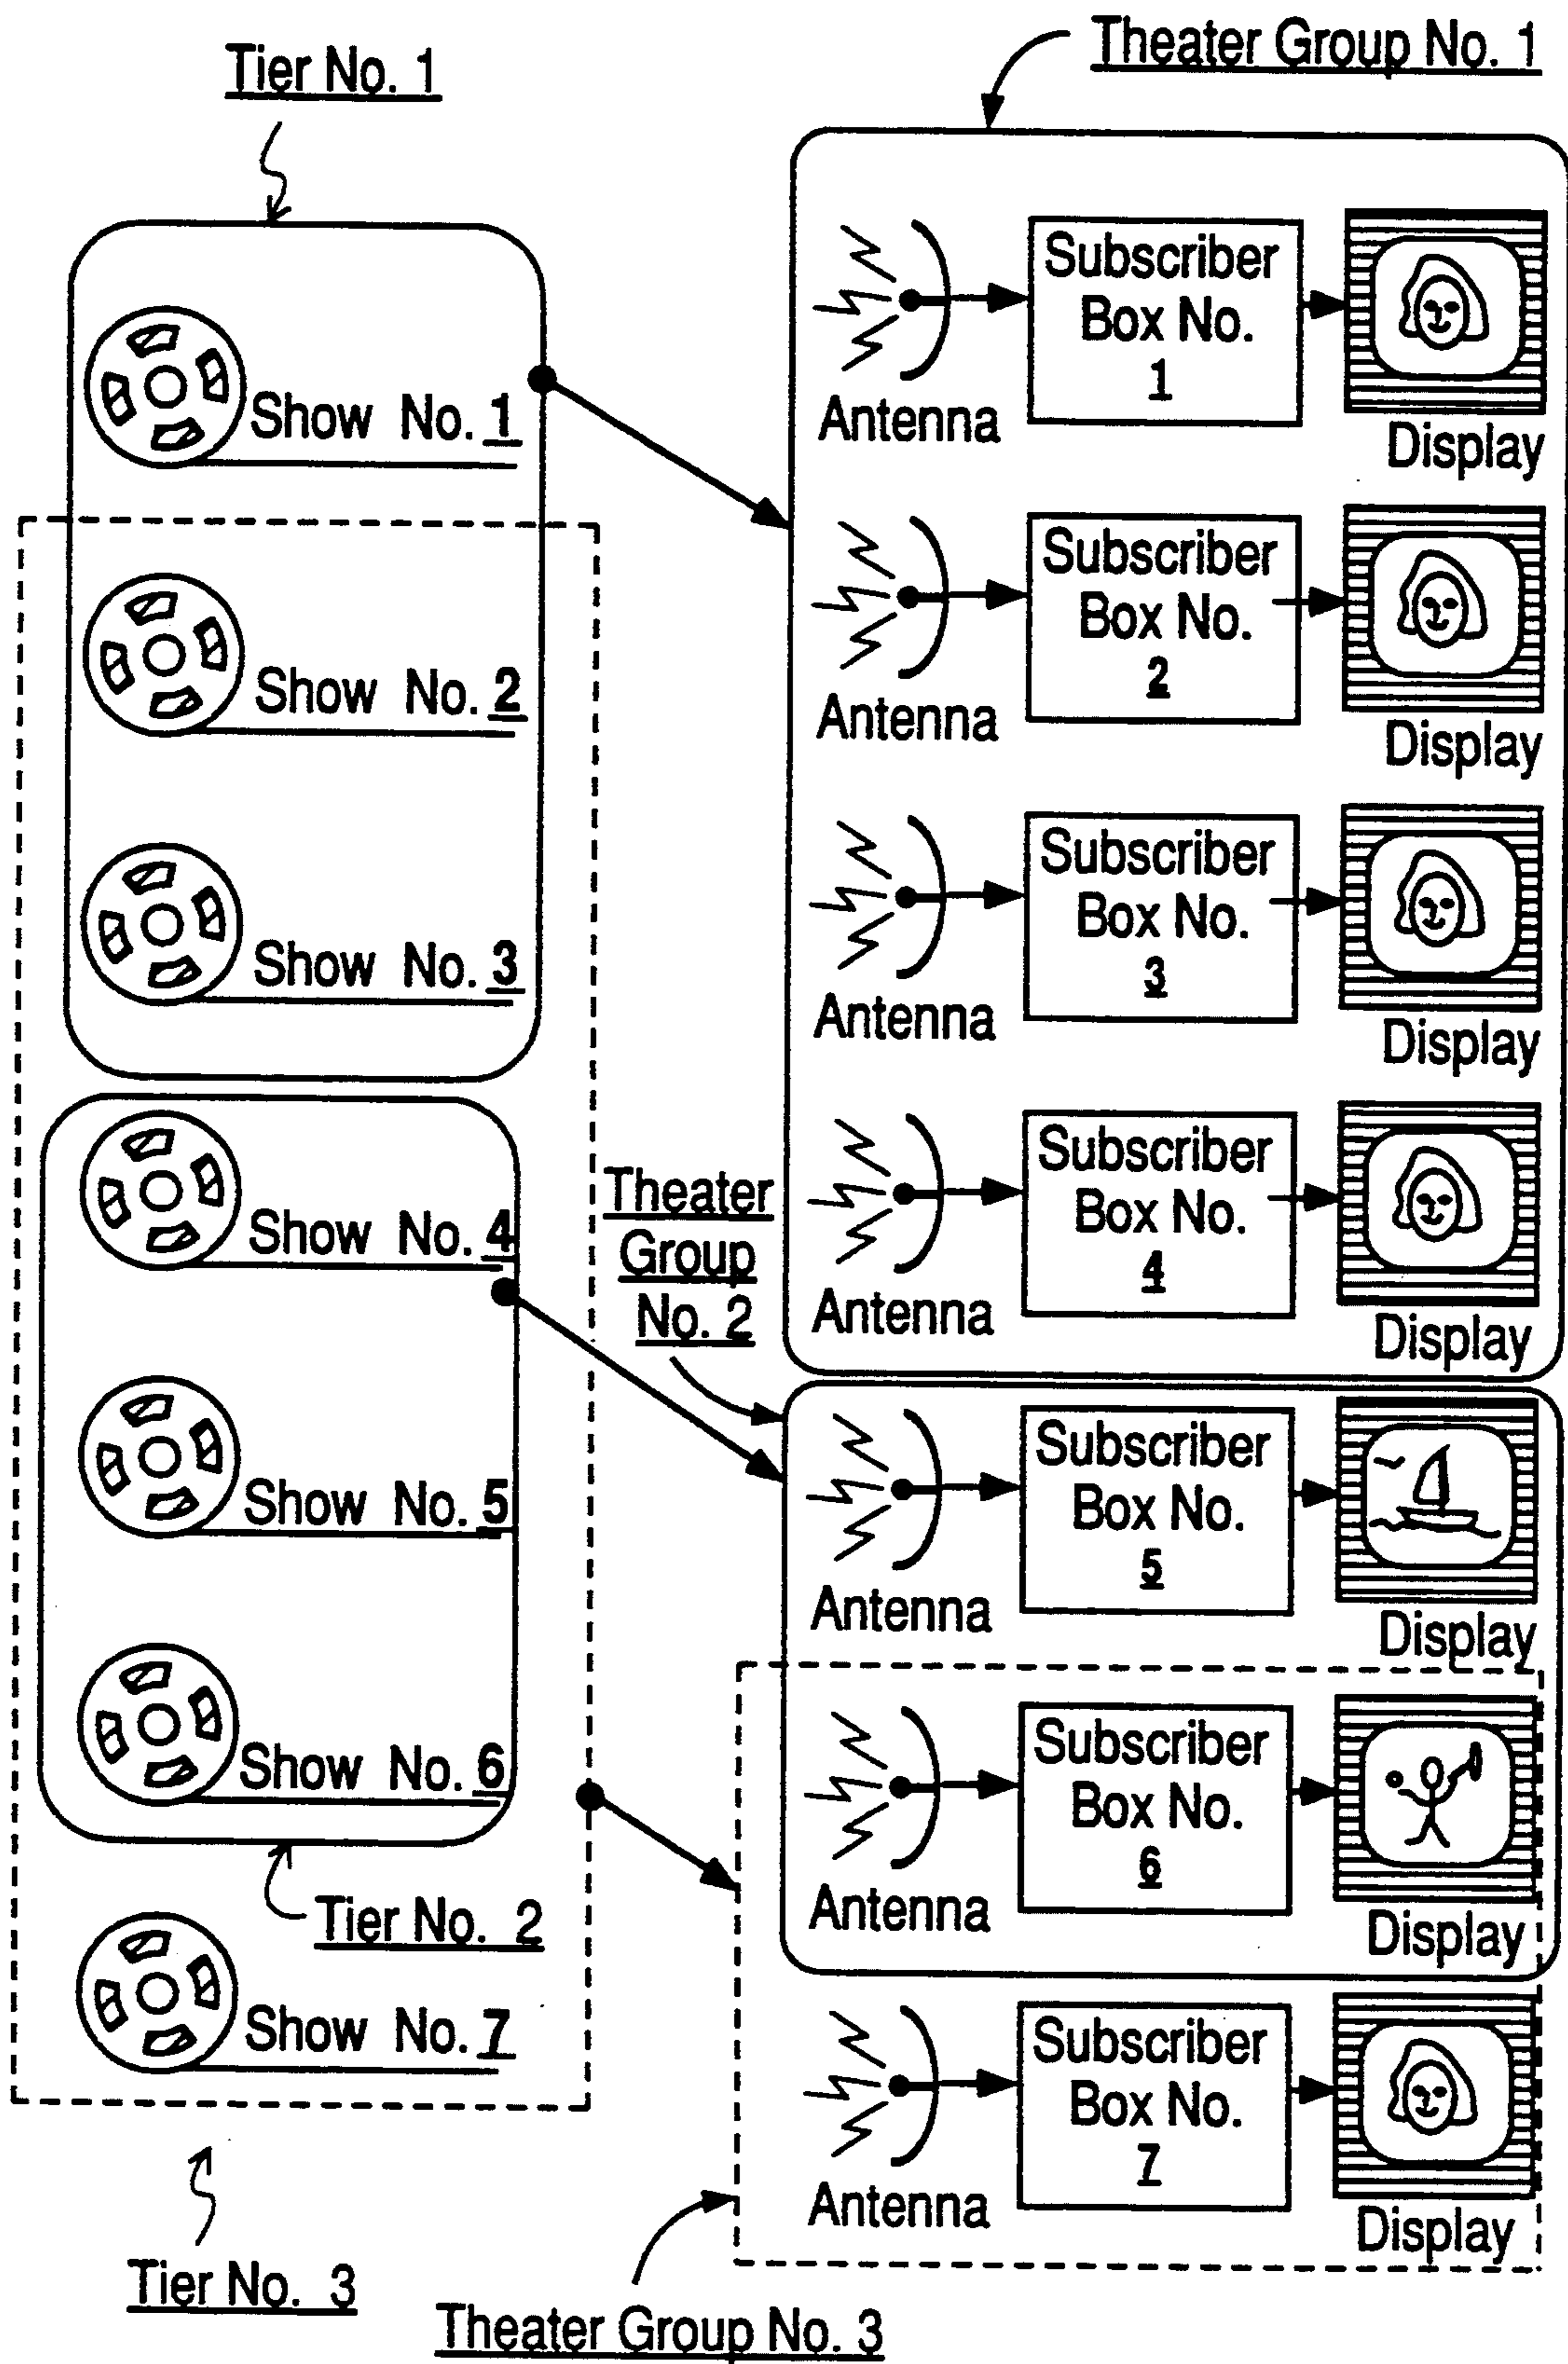 Theater Group No. 1
Tier No. 1
Subscriber
Box No.
1
Show No. 1
Antenna
Display
Subscriber
Box No.
2
Show No. 2
Antenna
Display
Subscriber
Box No.
3
Show No. 3
Antenna
Display
Subscriber
Box No.
4
Show No. 4
Theater
Group
No. 2
Antenna
Display
Subscriber
Box No.
5
Show No. 5
Antenna
Display
Subscriber
Box No.
6
Show No. 6
Antenna
Display
Tier No. 2
Subscriber
Box No.
7
Show No. 7
Antenna
Display
Tier No. 3
Theater Group No. 3